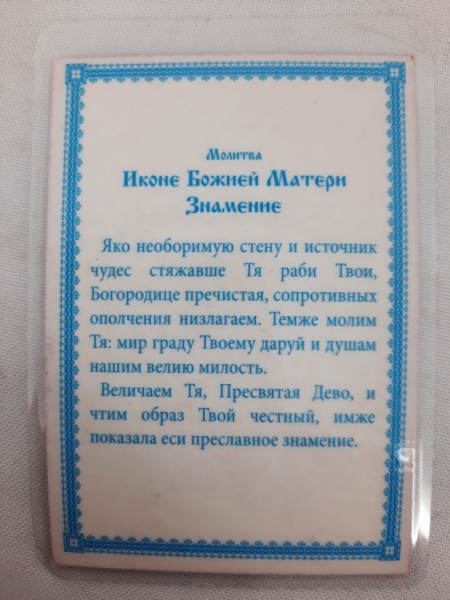 Молитва
Иконе Божией Матери
Знамение
Яко необоримую стену и источник
чудес стяжавше Тя раби Твои,
Богородице пречистая, сопротивных
ополчения низлагаем. Темже молим
Тя: мир граду Твоему даруй и душам
нашим велию милость.
Величаем Тя, Пресвятая Дево, и
чтим образ Твой честный, имже
показала еси преславное знамение.